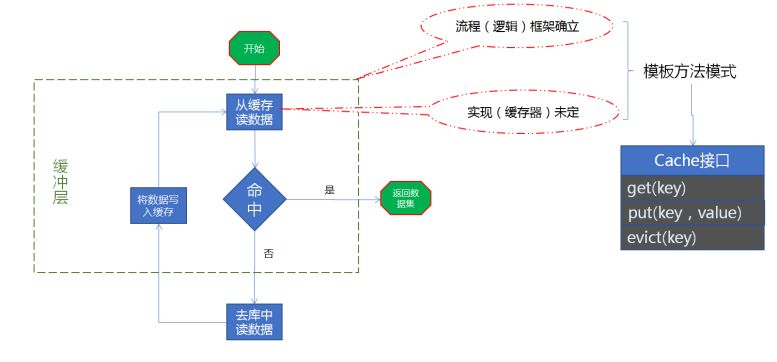 流程（逻辑）框架确立
开始
模板方法模式
从缓存
读数据
实现（缓存器）未定
缓冲层
Cache接口
get(key)
put(key，value)
evict(key)
命
中
是
将数据写
入缓存
返回数
据集
否
去库中
读数据